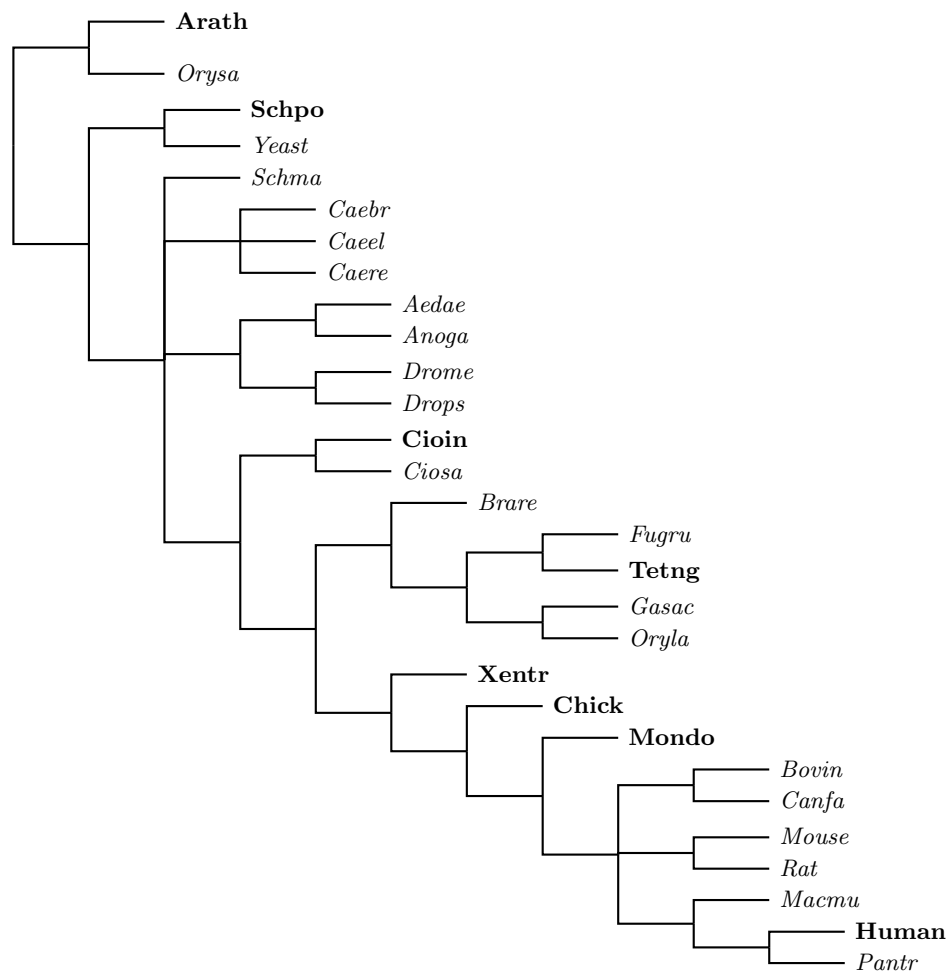 Arath
Orysa
Schpo
Yeast
Schma
Caebr
Caeel
Caere
Aedae
Anoga
Drome
Drops
Cioin
Ciosa
Brare
Fugru
Tetng
Gasac
Oryla
Xentr
Chick
Mondo
Bovin
Canfa
Mouse
Rat
Macmu
Human
Pantr